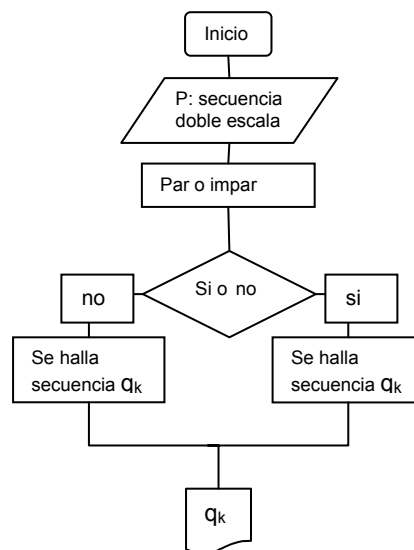 Inicio
P: secuencia
doble escala
Par o impar
Si o no
no
si
Se halla
secuencia qk
Se halla
secuencia qk
qk